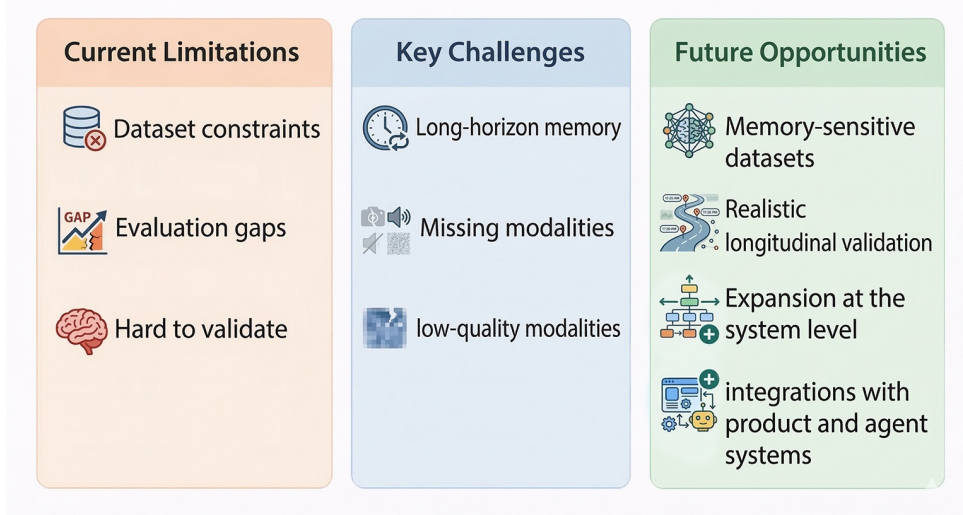 Current Limitations
Dataset constraints
GAP
Evaluation gaps
Hard to validate
Key Challenges
Long-horizon memory
Missing modalities
low-quality modalities
Future Opportunities
Memory-sensitive
datasets
Realistic
longitudinal validation
Expansion at the
system level
integrations with
product and agent
systems